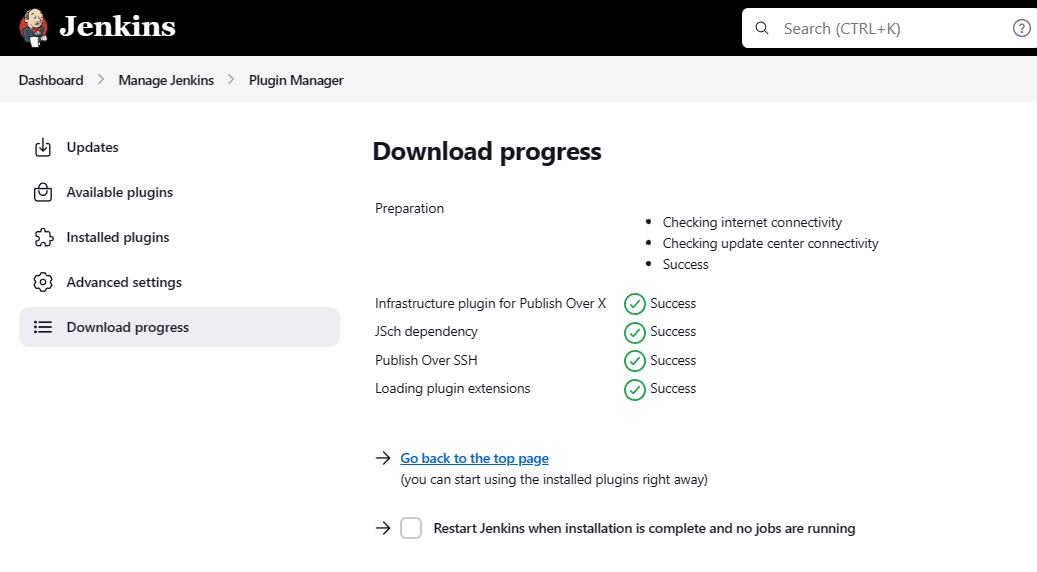 Jenkins
Search (CTRL+K)
Dashboard > Manage Jenkins > Plugin Manager
Updates
Available plugins
Installed plugins
Advanced settings
Download progress
Download progress
Preparation
• Checking internet connectivity
• Checking update center connectivity
• Success
Infrastructure plugin for Publish Over X Success
JSch dependency Success
Publish Over SSH Success
Loading plugin extensions Success
→ Go back to the top page
(you can start using the installed plugins right away)
→ Restart Jenkins when installation is complete and no jobs are running